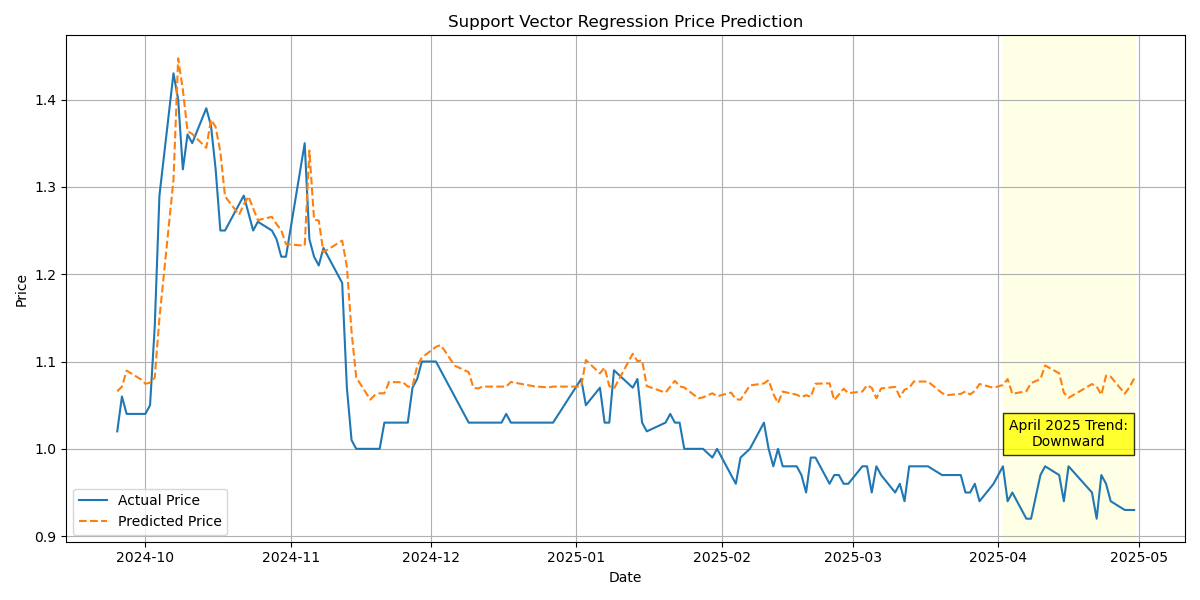 Support Vector Regression Price Prediction
Price
1.4
1.3
1.2
1.1
1.0
0.9
April 2025 Trend:
Downward
Actual Price
Predicted Price
2024-10
2024-11
2024-12
2025-01
2025-02
2025-03
2025-04
2025-05
Date